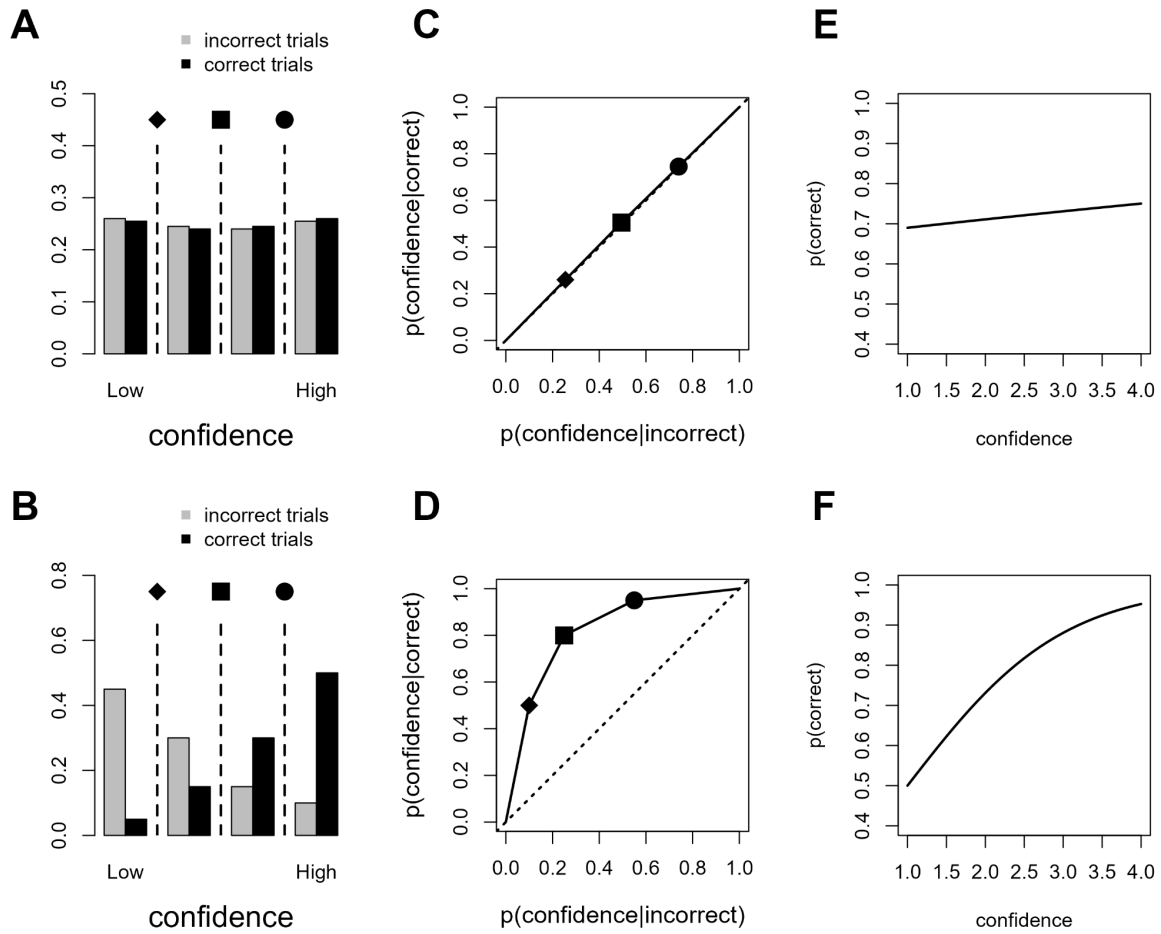 A
incorrect trials
correct trials
0.0 0.1 0.2 0.3 0.4 0.5
Low High
confidence
C
p(confidence|correct)
0.0 0.2 0.4 0.6 0.8 1.0
0.0 0.2 0.4 0.6 0.8 1.0
p(confidence|incorrect)
E
p(correct)
0.4 0.5 0.6 0.7 0.8 0.9 1.0
1.0 1.5 2.0 2.5 3.0 3.5 4.0
confidence
B
incorrect trials
correct trials
0.0 0.2 0.4 0.6 0.8
Low High
confidence
D
p(confidence|correct)
0.0 0.2 0.4 0.6 0.8 1.0
0.0 0.2 0.4 0.6 0.8 1.0
p(confidence|incorrect)
F
p(correct)
0.4 0.5 0.6 0.7 0.8 0.9 1.0
1.0 1.5 2.0 2.5 3.0 3.5 4.0
confidence